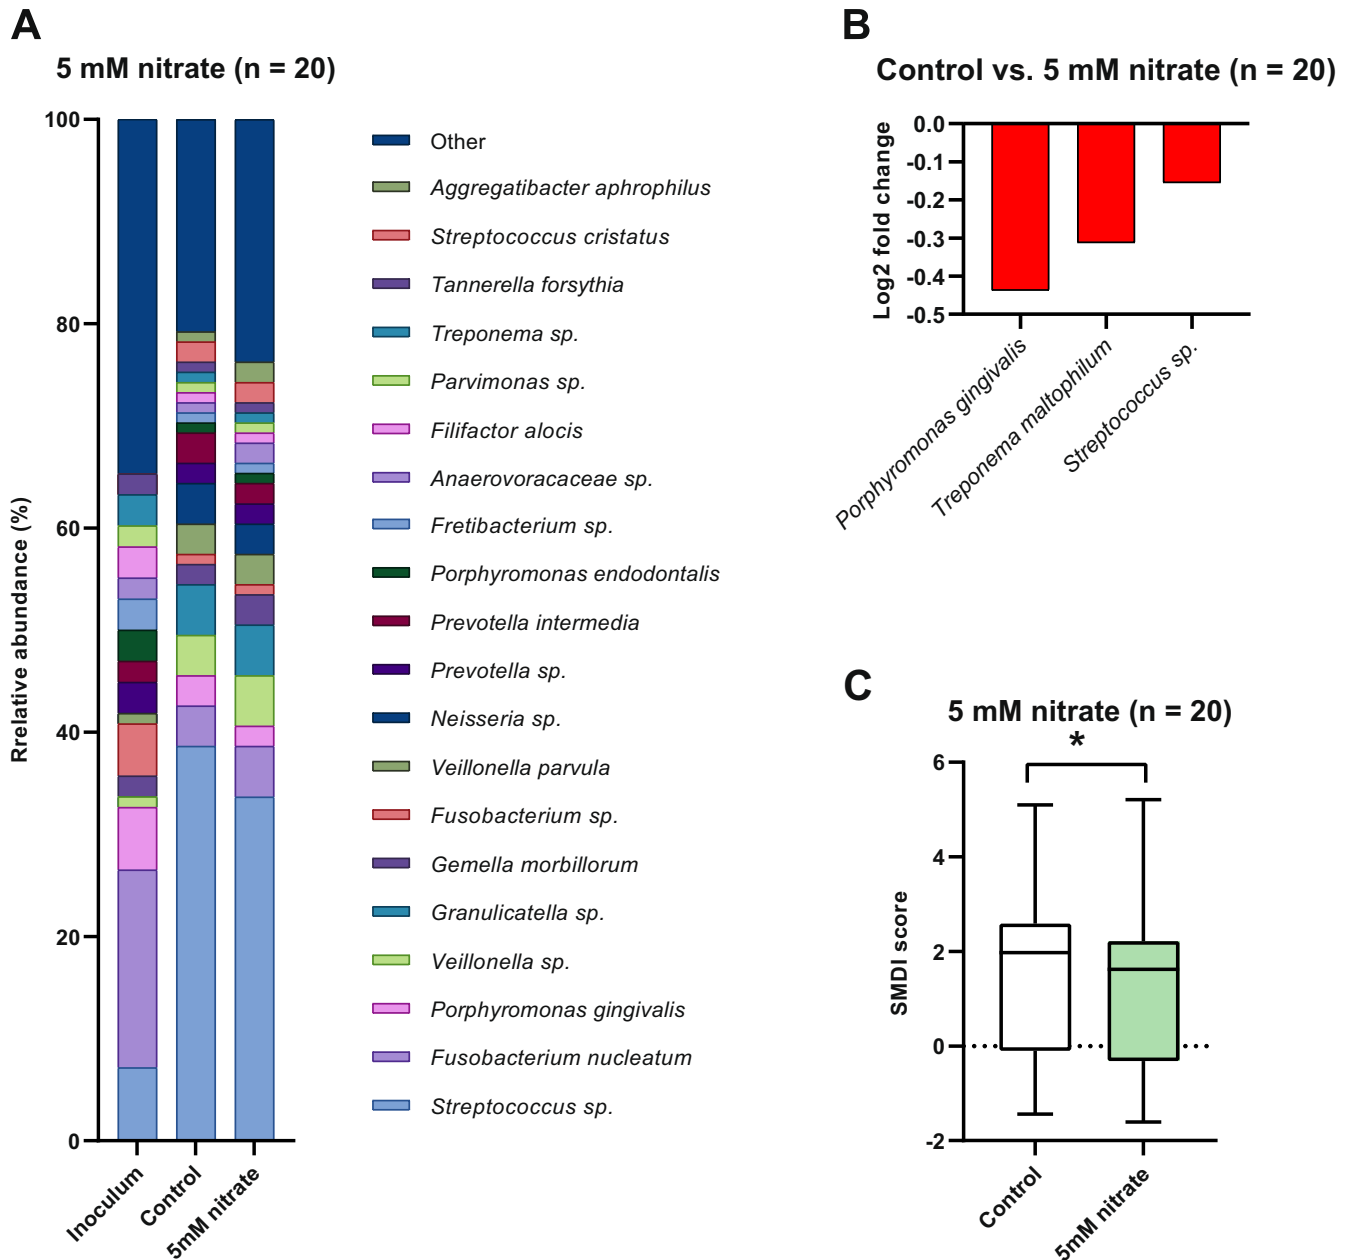 A
5 mM nitrate (n = 20)
Rrelative abundance (%)
100
80
60
40
20
0
Inoculum
Control
5mM nitrate
Other
Aggregatibacter aphrophilus
Streptococcus cristatus
Tannerella forsythia
Treponema sp.
Parvimonas sp.
Filifactor alocis
Anaerovoracaceae sp.
Fretibacterium sp.
Porphyromonas endodontalis
Prevotella intermedia
Prevotella sp.
Neisseria sp.
Veillonella parvula
Fusobacterium sp.
Gemella morbillorum
Granulicatella sp.
Veillonella sp.
Porphyromonas gingivalis
Fusobacterium nucleatum
Streptococcus sp.
B
Control vs. 5 mM nitrate (n = 20)
Log2 fold change
0.0
-0.1
-0.2
-0.3
-0.4
-0.5
Porphyromonas gingivalis
Treponema maltophilum
Streptococcus sp.
C
5 mM nitrate (n = 20)
*
SMDI score
6
4
2
0
-2
Control
5mM nitrate